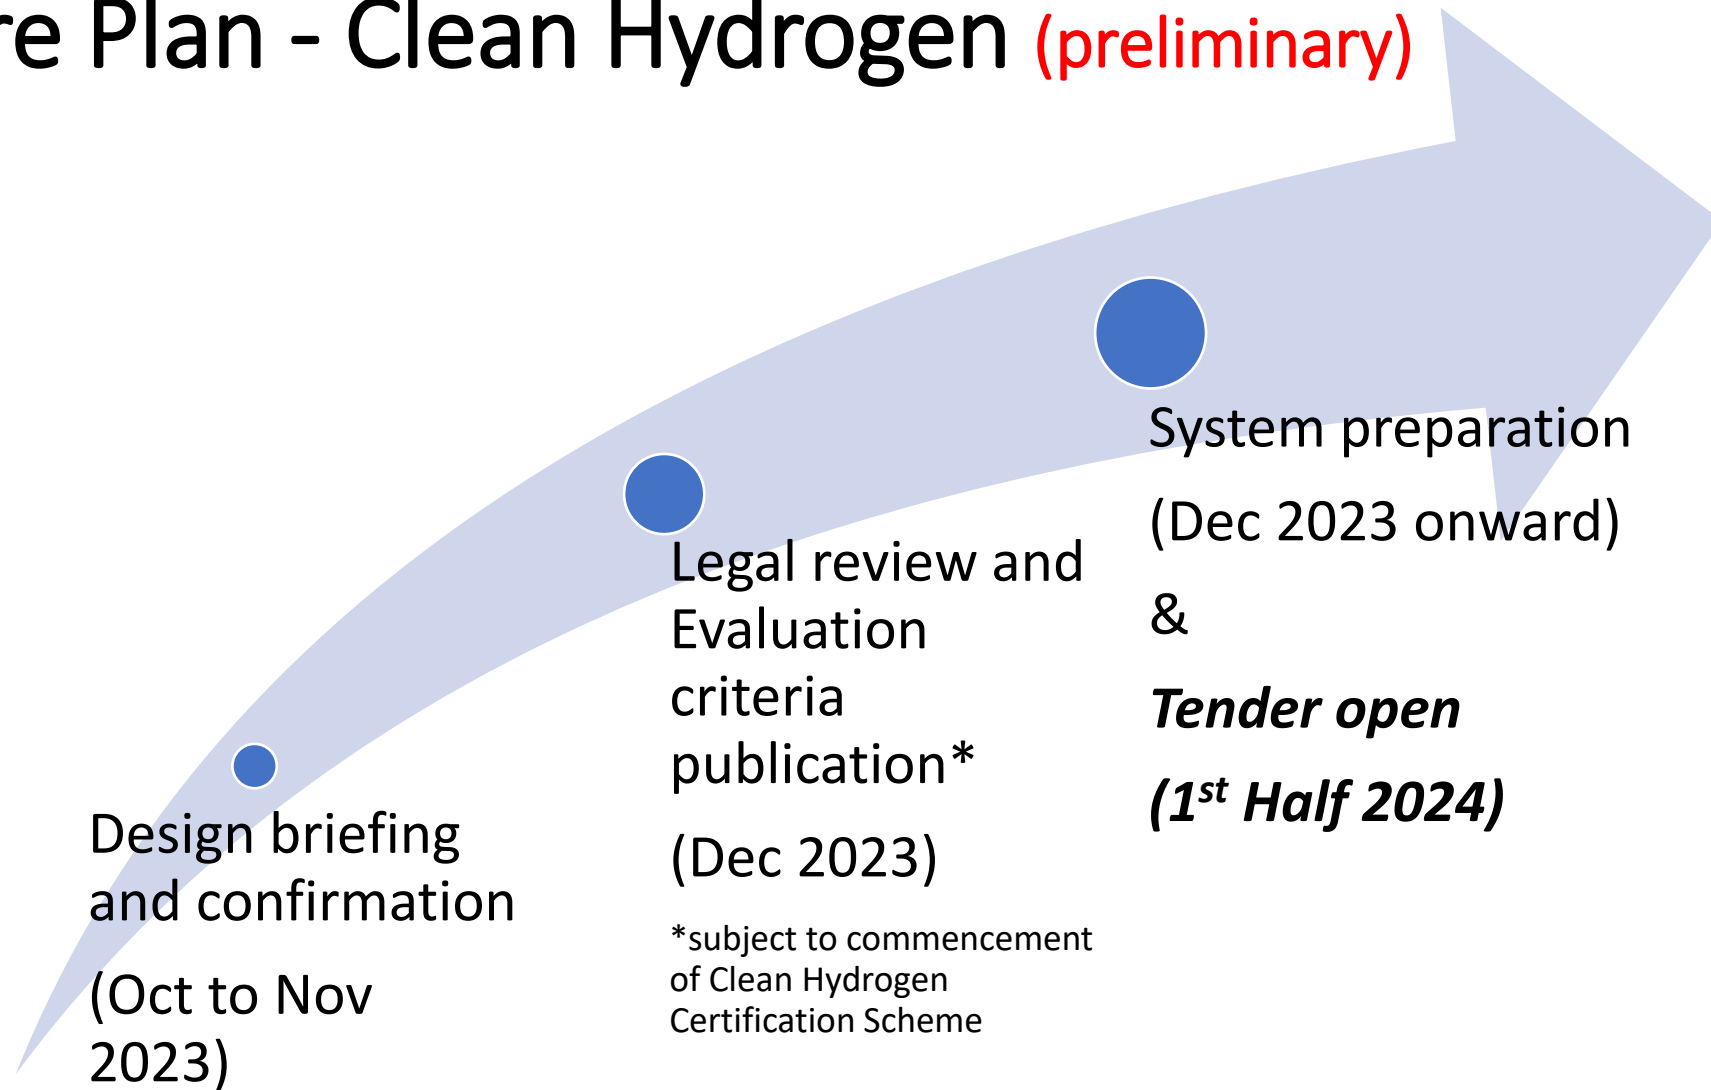 re Plan - Clean Hydrogen (preliminary)
Design briefing
and confirmation
(Oct to Nov
2023)
Legal review and
Evaluation
criteria
publication*
(Dec 2023)
*subject to commencement
of Clean Hydrogen
Certification Scheme
System preparation
(Dec 2023 onward)
&
Tender open
(1st Half 2024)